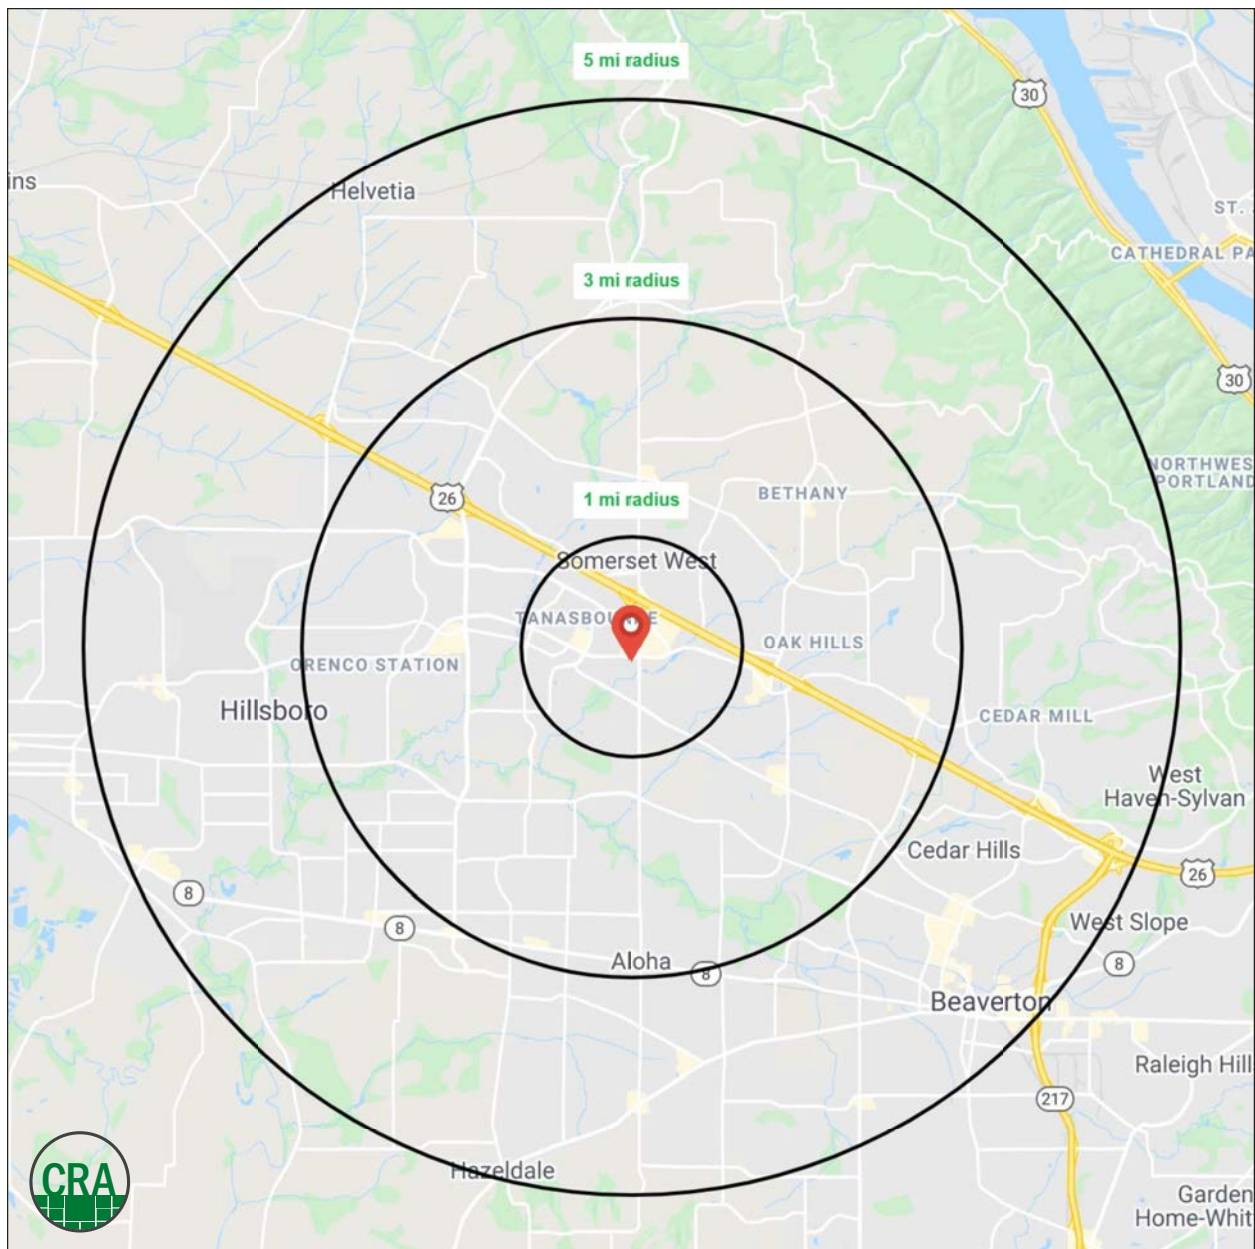 5 mi radius
30
ins
Helvetia
ST.
CATHEDRAL PA
3 mi radius
30
NORTHWES
PORTLAND
26
1 mi radius
BETHANY
Somerset West
TANASBOURNE
OAK HILLS
ORENCO STATION
Hillsboro
CEDAR MILL
West
Haven-Sylvan
Cedar Hills
26
8
8
West Slope
Aloha
8
8
Beaverton
Raleigh Hill
217
Hazeldale
CRA
Garden
Home-Whit